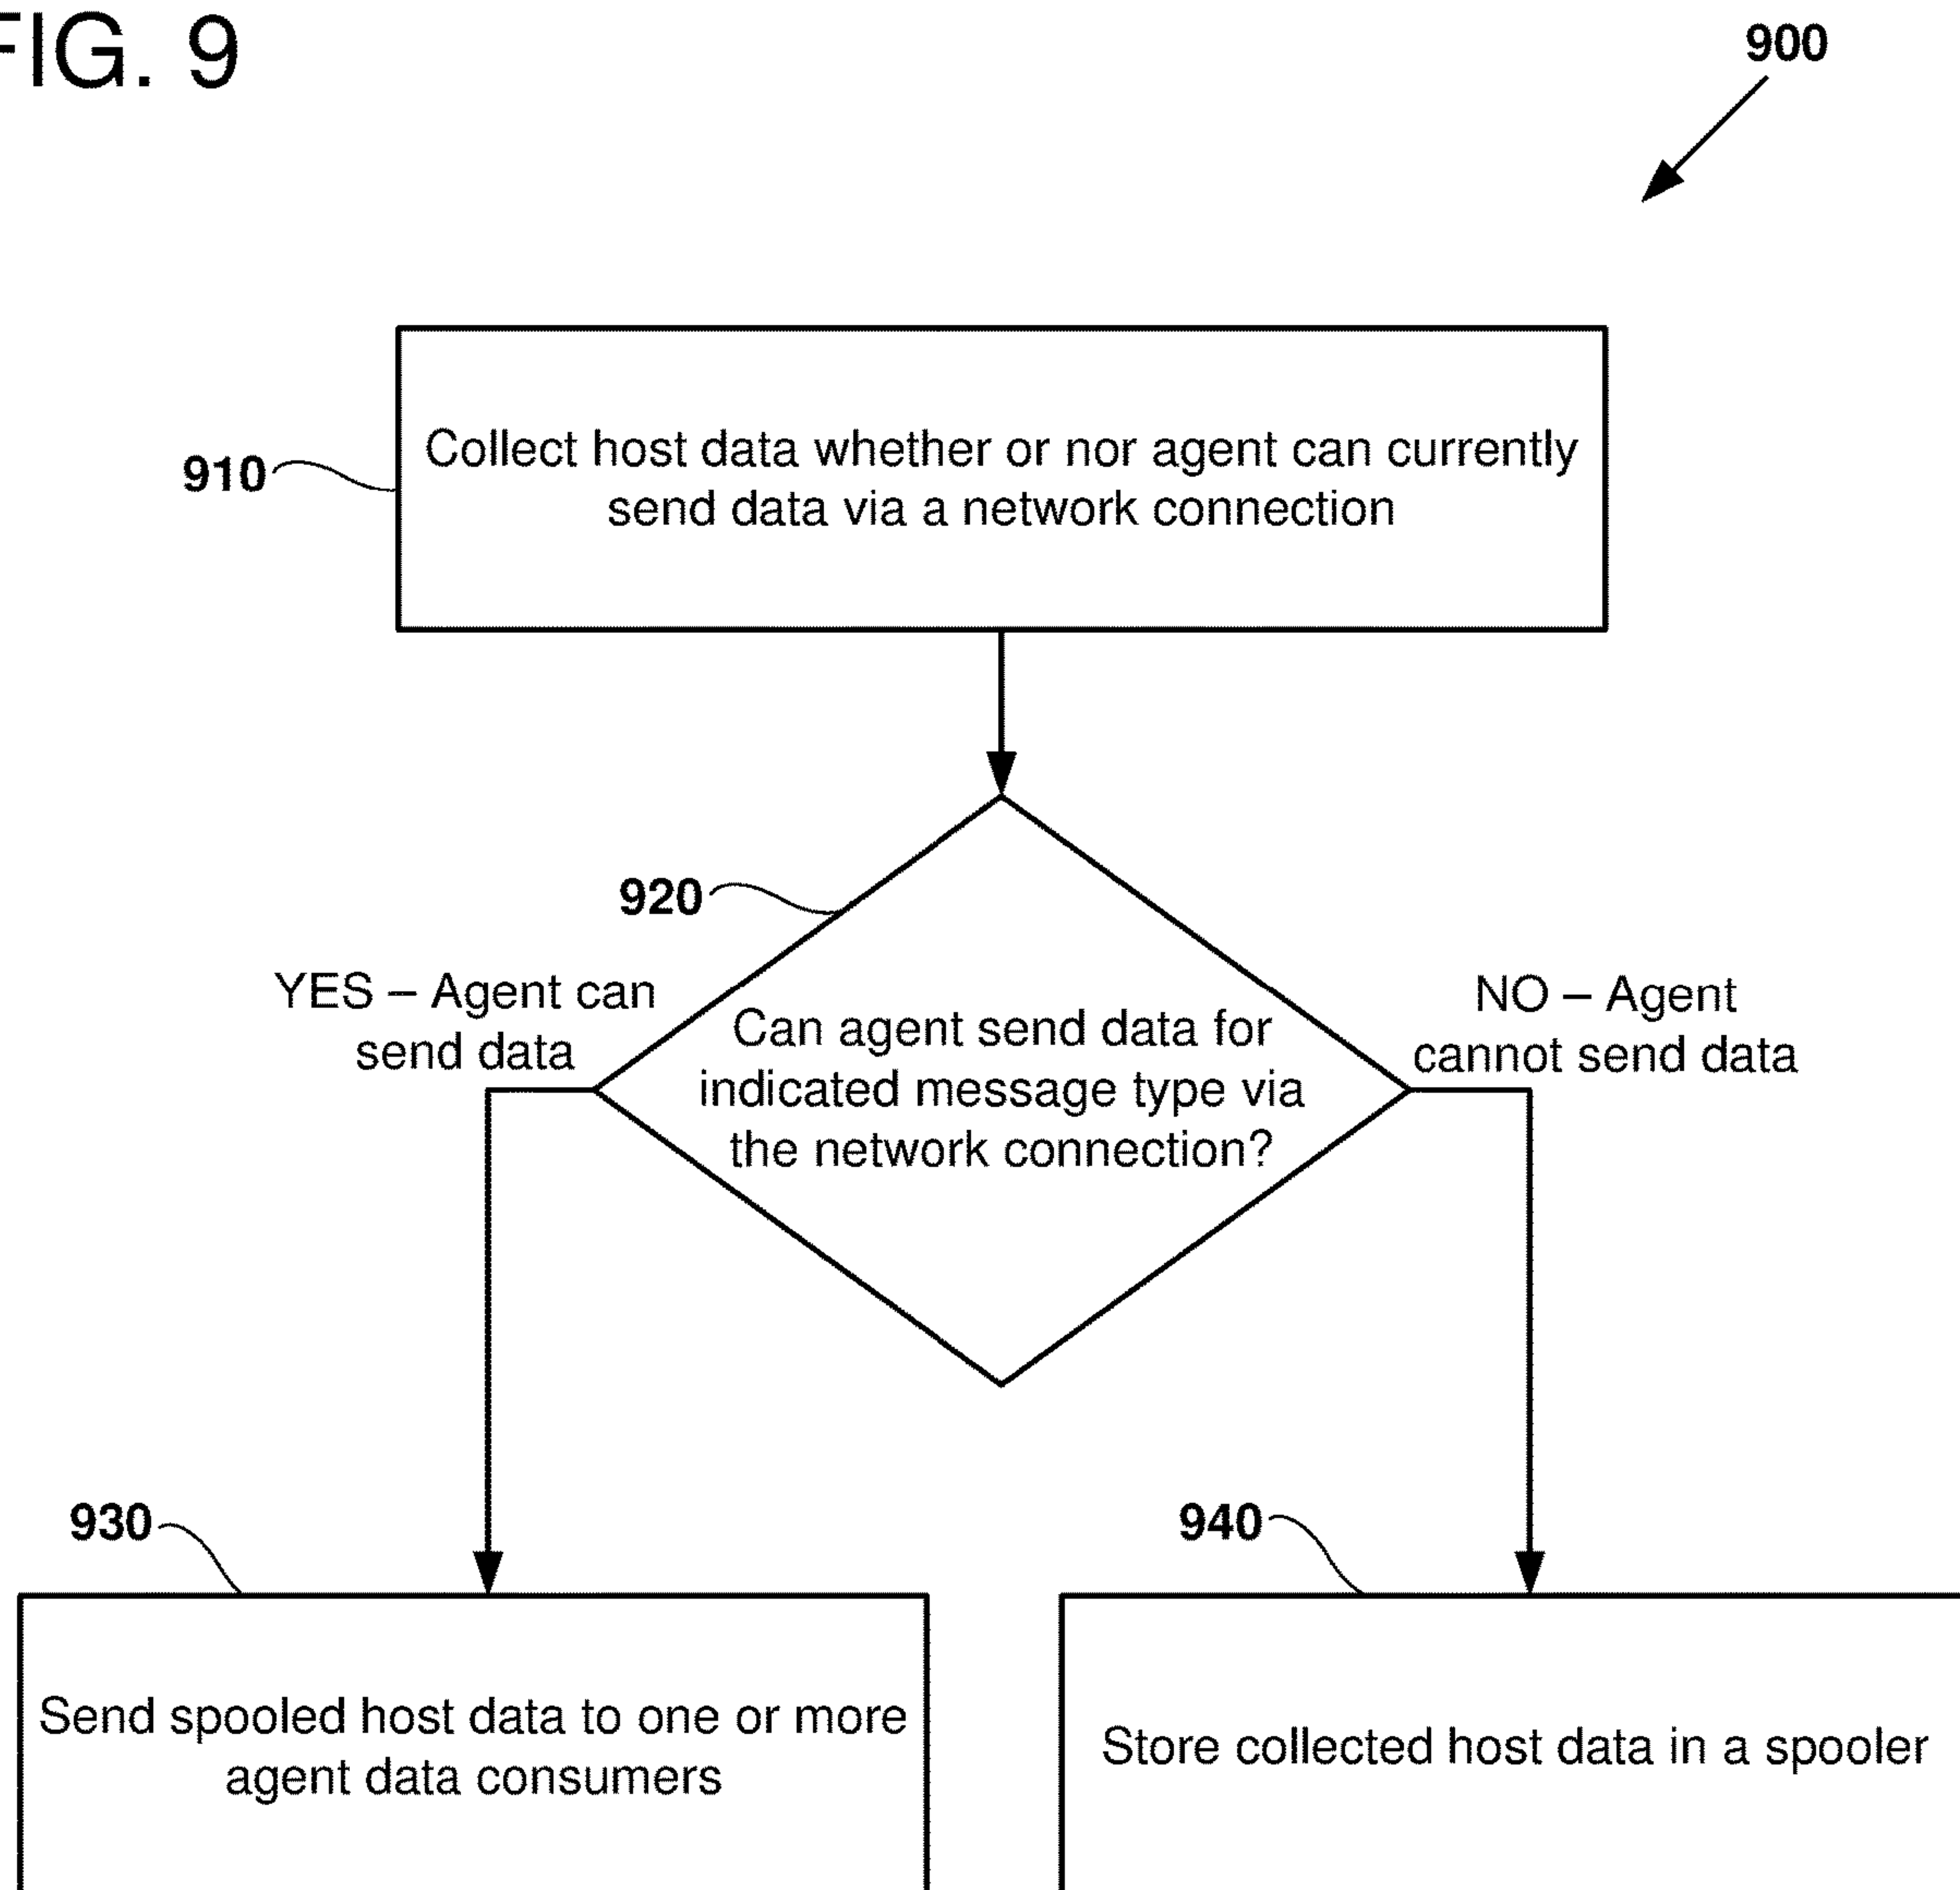 FIG. 9
900
910
Collect host data whether or nor agent can currently
send data via a network connection
920
YES – Agent can
send data
Can agent send data for
indicated message type via
the network connection?
NO – Agent
cannot send data
930
Send spooled host data to one or more
agent data consumers
940
Store collected host data in a spooler